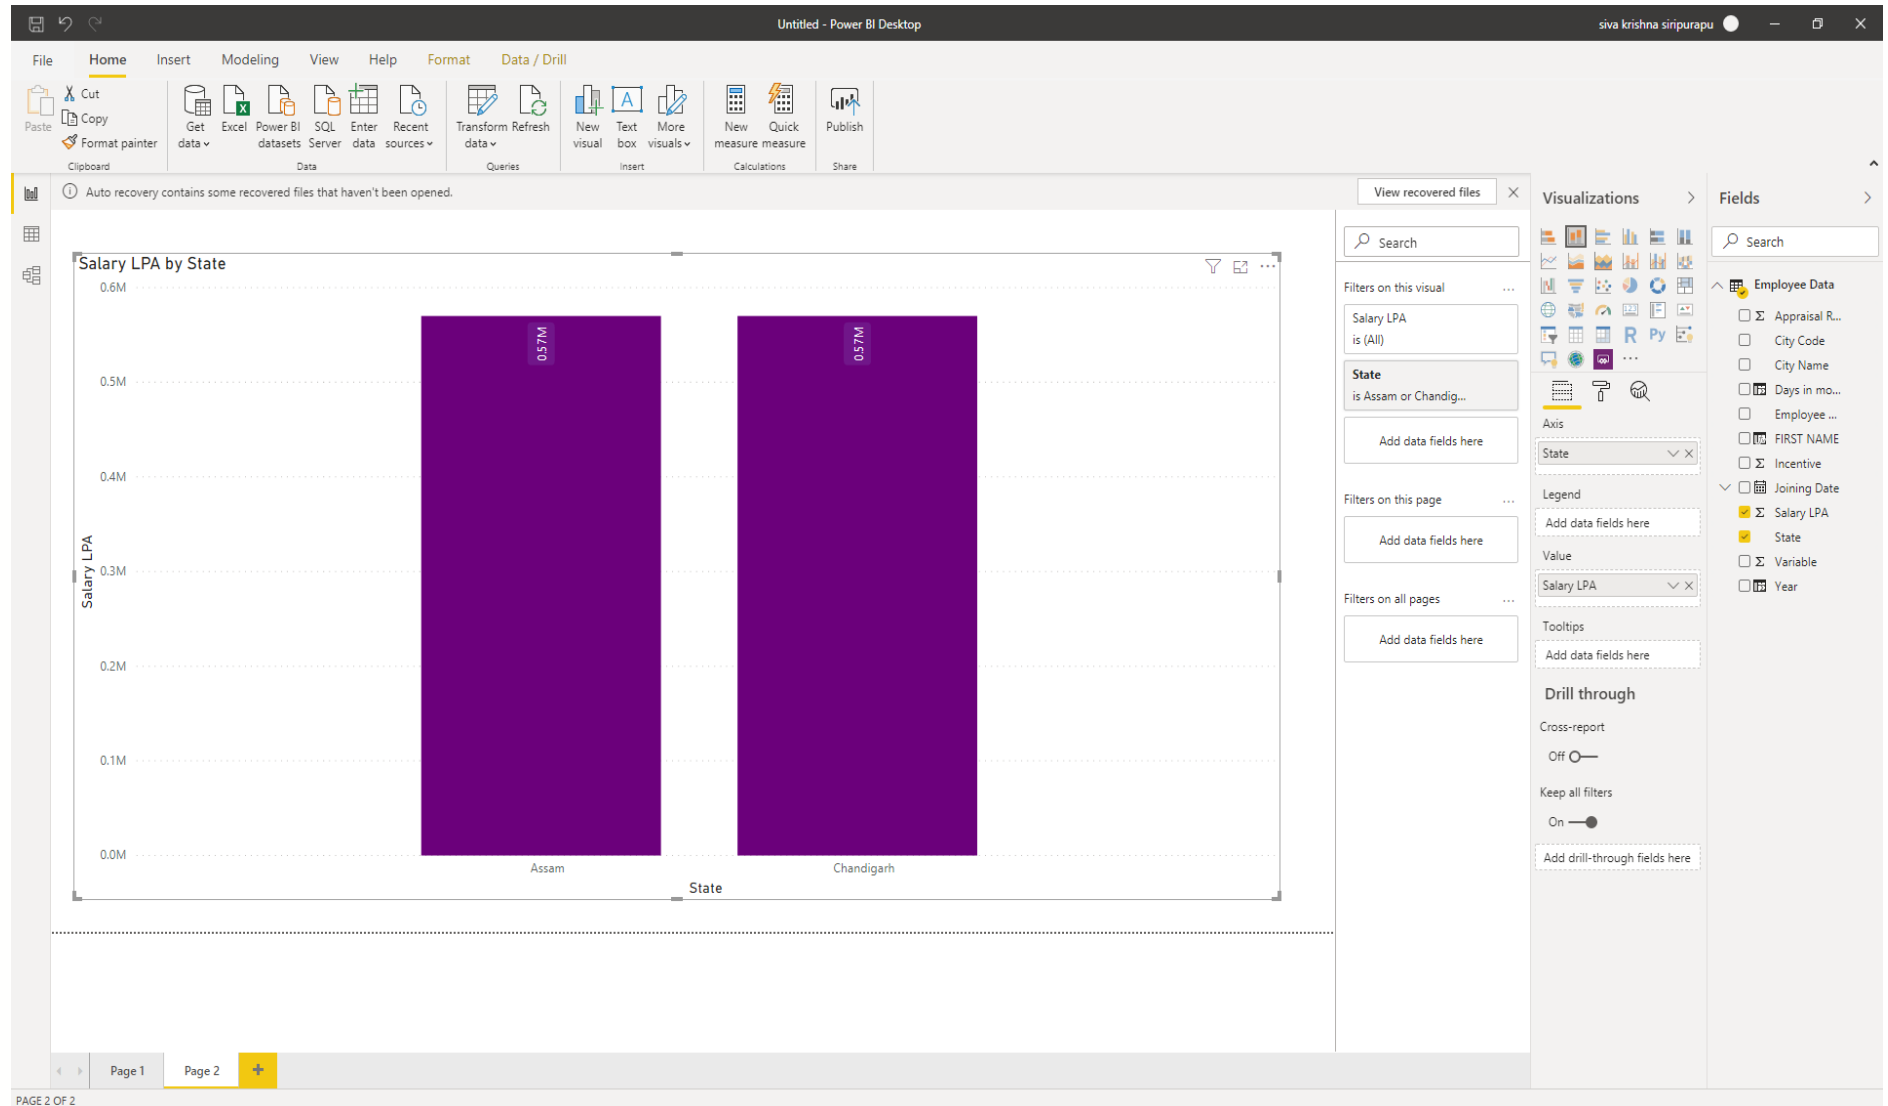 Untitled - Power BI Desktop
siva krishna siripurapu
File Home Insert Modeling View Help Format Data / Drill
Paste
Cut
Copy
Format painter
Clipboard
Get data
Excel
Power BI datasets
SQL Server
Enter data
Recent sources
Data
Transform data
Refresh
Queries
New visual
Text box
More visuals
Insert
New measure
Quick measure
Calculations
Publish
Share
Auto recovery contains some recovered files that haven't been opened.
View recovered files
Salary LPA by State
0.6M
0.5M
0.4M
0.3M
0.2M
0.1M
0.0M
Salary LPA
0.57M
0.57M
Assam
Chandigarh
State
Search
Filters on this visual
...
Salary LPA
is (All)
State
is Assam or Chandig...
Add data fields here
Filters on this page
...
Add data fields here
Filters on all pages
...
Add data fields here
Visualizations
R
Py
123
A
...
Axis
State
Legend
Add data fields here
Value
Salary LPA
Tooltips
Add data fields here
Drill through
Cross-report
Off
Keep all filters
On
Add drill-through fields here
Fields
Search
Employee Data
Σ Appraisal R...
City Code
City Name
Days in mo...
Employee ...
FIRST NAME
Σ Incentive
Joining Date
Σ Salary LPA
State
Σ Variable
Year
Page 1
Page 2
+
PAGE 2 OF 2